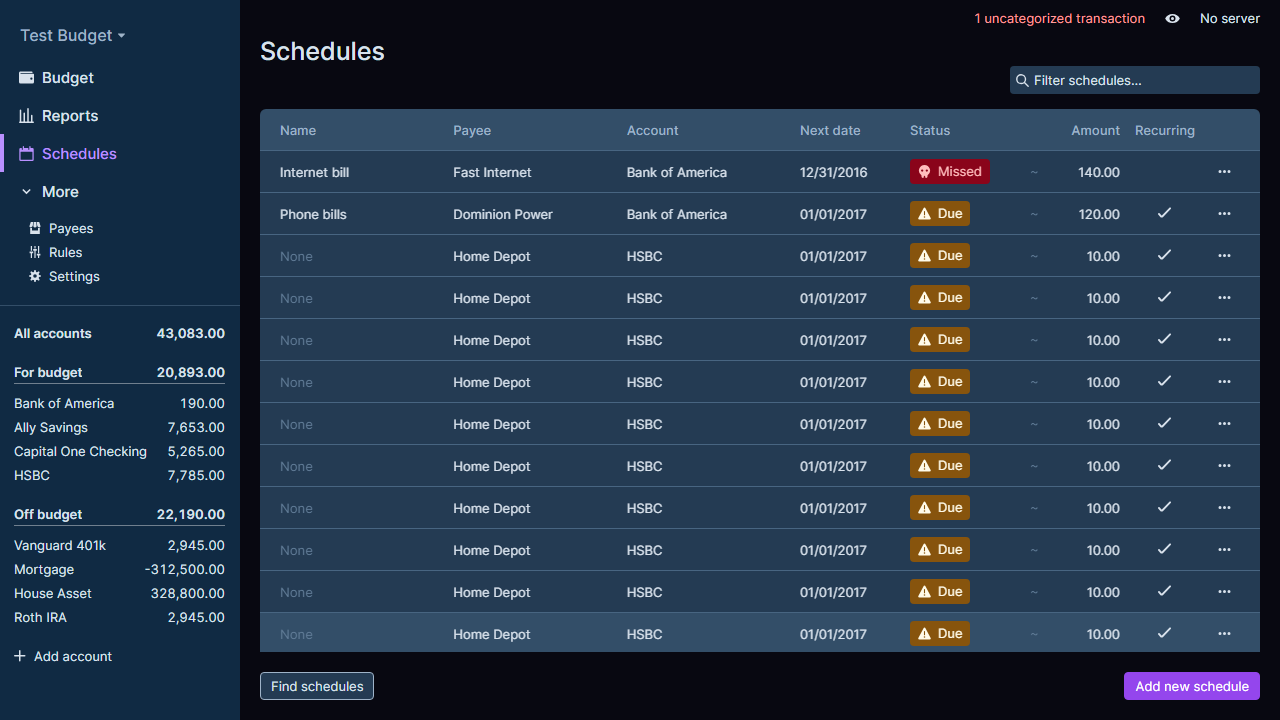 Test Budget
Budget
Reports
Schedules
More
Payees
Rules
Settings
All accounts 43,083.00
For budget 20,893.00
Bank of America 190.00
Ally Savings 7,653.00
Capital One Checking 5,265.00
HSBC 7,785.00
Off budget 22,190.00
Vanguard 401k 2,945.00
Mortgage -312,500.00
House Asset 328,800.00
Roth IRA 2,945.00
Add account
1 uncategorized transaction No server
Schedules
Filter schedules...
Name Payee Account Next date Status Amount Recurring
Internet bill Fast Internet Bank of America 12/31/2016 Missed ~ 140.00
Phone bills Dominion Power Bank of America 01/01/2017 Due ~ 120.00
None Home Depot HSBC 01/01/2017 Due ~ 10.00
None Home Depot HSBC 01/01/2017 Due ~ 10.00
None Home Depot HSBC 01/01/2017 Due ~ 10.00
None Home Depot HSBC 01/01/2017 Due ~ 10.00
None Home Depot HSBC 01/01/2017 Due ~ 10.00
None Home Depot HSBC 01/01/2017 Due ~ 10.00
None Home Depot HSBC 01/01/2017 Due ~ 10.00
None Home Depot HSBC 01/01/2017 Due ~ 10.00
None Home Depot HSBC 01/01/2017 Due ~ 10.00
None Home Depot HSBC 01/01/2017 Due ~ 10.00
Find schedules Add new schedule